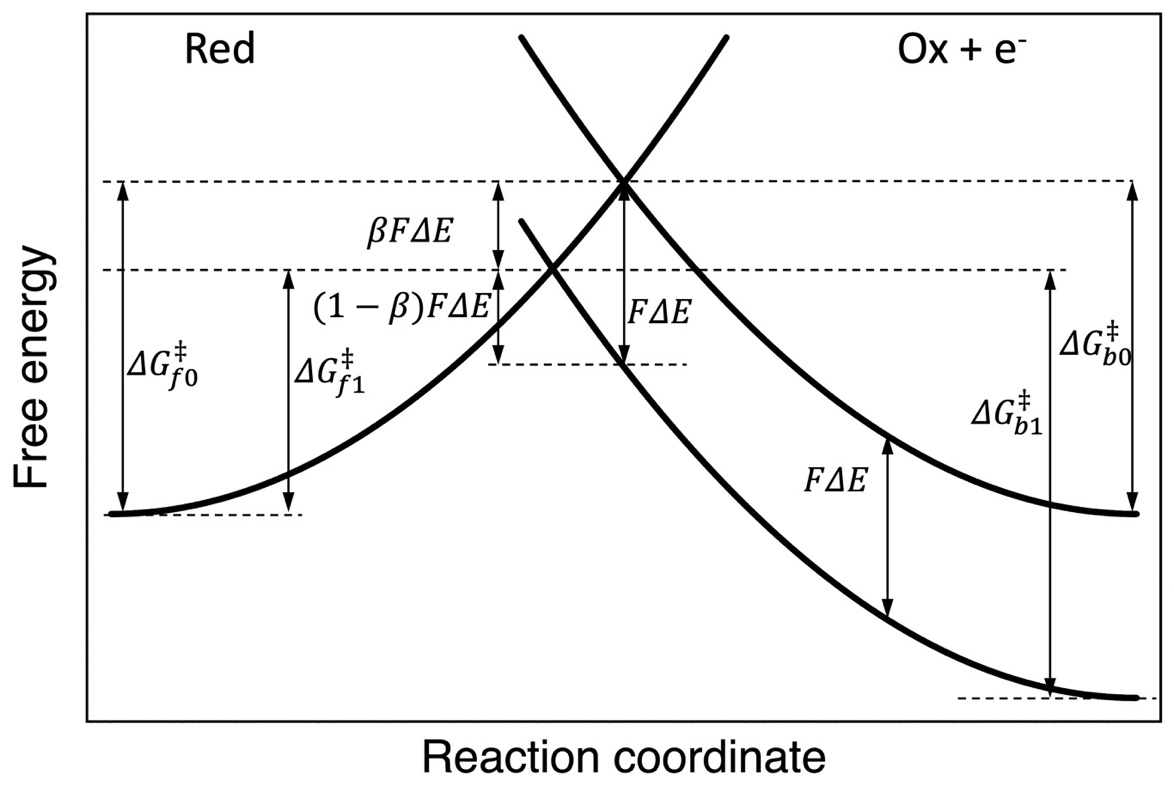 Red
Ox + e⁻
βFΔE
(1 − β)FΔE
FΔE
ΔG‡f0
ΔG‡f1
ΔG‡b0
ΔG‡b1
FΔE
Free energy
Reaction coordinate